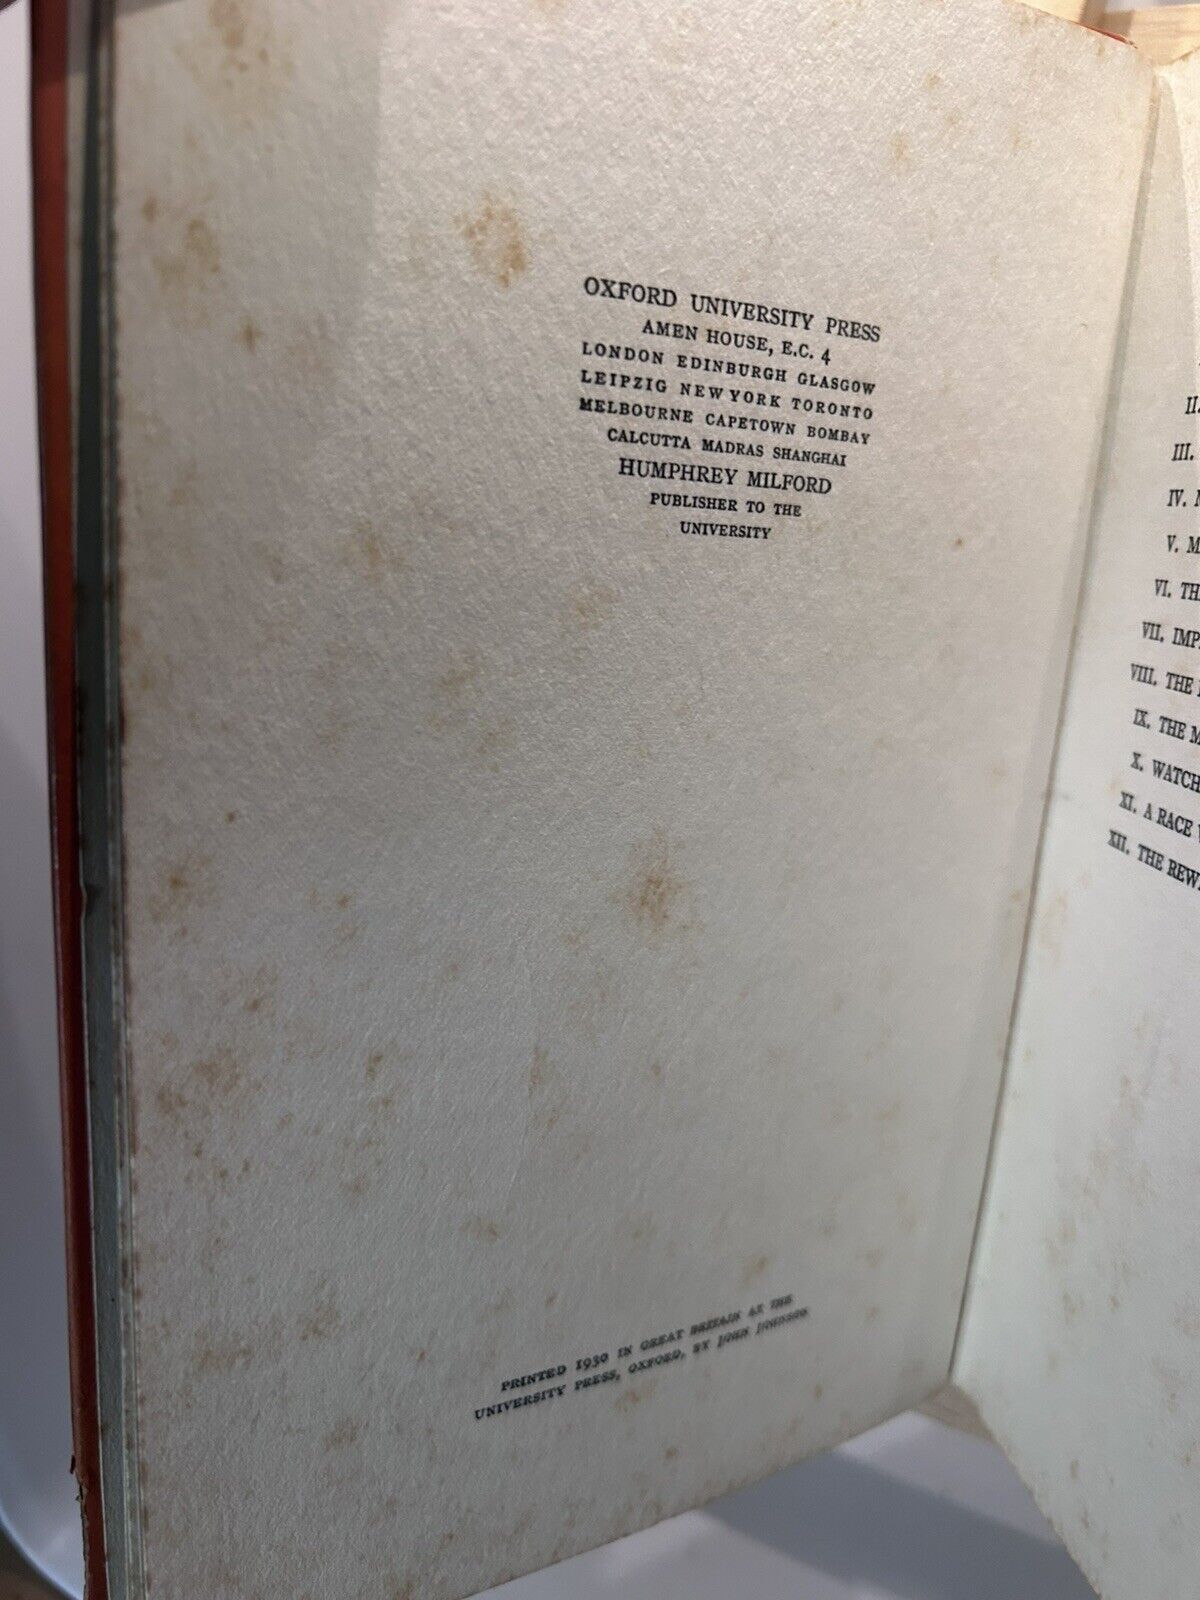 OXFORD UNIVERSITY PRESS
AMEN HOUSE, E.C. 4
LONDON EDINBURGH GLASGOW
LEIPZIG NEW YORK TORONTO
MELBOURNE CAPETOWN BOMBAY
CALCUTTA MADRAS SHANGHAI
HUMPHREY MILFORD
PUBLISHER TO THE
UNIVERSITY
PRINTED 1930 IN GREAT BRITAIN AT THE
UNIVERSITY PRESS, OXFORD, BY JOHN JOHNSON
II.
III.
IV.
V.
VI.
VII.
VIII. THE
IX. THE
X.
XI. A RACE
XII. THE